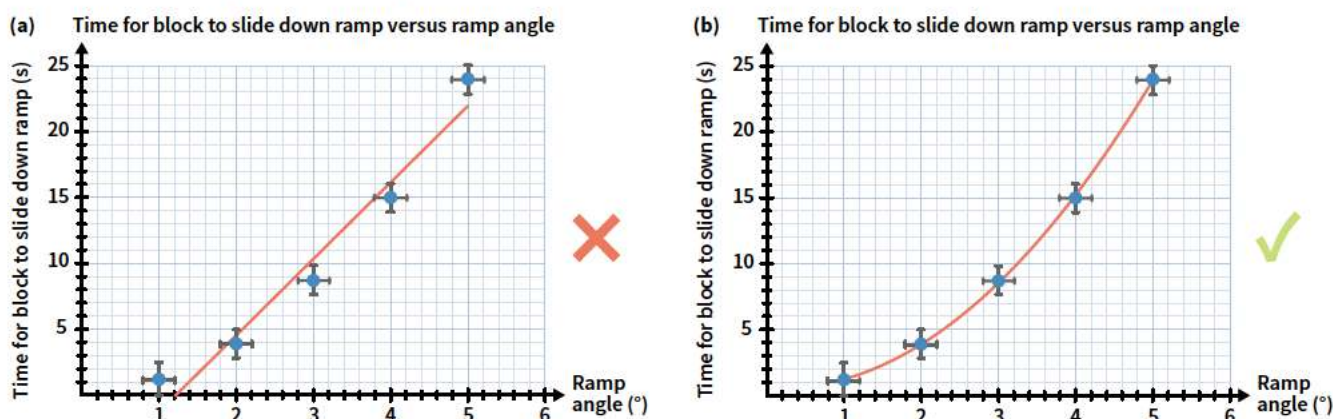 (a) Time for block to slide down ramp versus ramp angle
Time for block to slide down ramp (s)
25
20
15
10
5
1 2 3 4 5 6
Ramp
angle (°)
(b) Time for block to slide down ramp versus ramp angle
Time for block to slide down ramp (s)
25
20
15
10
5
1 2 3 4 5 6
Ramp
angle (°)